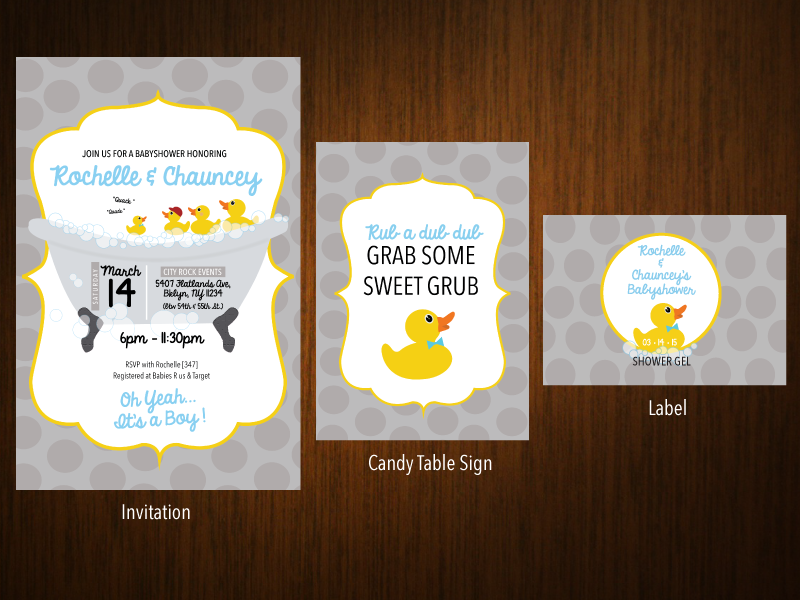 JOIN US FOR A BABYSHOWER HONORING
Rochelle & Chauncey
"Quack"
"Quack"
SATURDAY
March
14
CITY ROCK EVENTS
5407 Flatlands Ave,
Bklyn, NY 11234
(btw 54th & 55th St.)
6pm - 11:30pm
RSVP with Rochelle [347]
Registered at Babies R us & Target
Oh Yeah...
It's a Boy!
Invitation
Rub a dub dub
GRAB SOME
SWEET GRUB
Candy Table Sign
Rochelle
&
Chauncey's
Babyshower
03 - 14 - 15
SHOWER GEL
Label